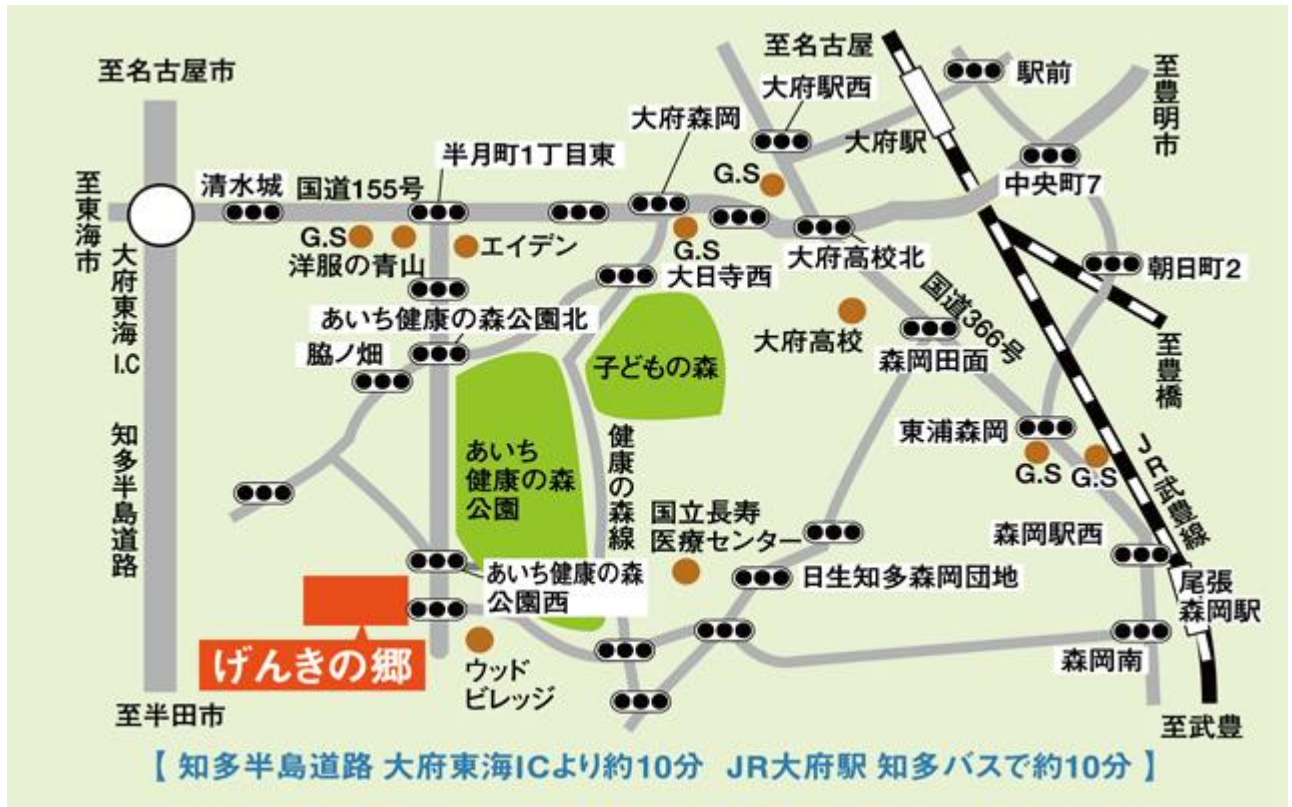 至名古屋
駅前
至名古屋市
大府駅西
至豊明市
大府森岡
大府駅
半月町1丁目東
G.S
中央町7
至東海市
清水城
国道155号
G.S
洋服の青山
エイデン
G.S
大府高校北
朝日町2
大府東海I.C
大日寺西
国道366号
あいち健康の森公園北
大府高校
森岡田面
至豊橋
脇ノ畑
子どもの森
東浦森岡
知多半島道路
あいち
健康の森
公園
健康の森線
G.S
G.S
JR武豊線
国立長寿
医療センター
森岡駅西
あいち健康の森
公園西
日生知多森岡団地
尾張
森岡駅
げんきの郷
ウッド
ビレッジ
森岡南
至半田市
至武豊
【 知多半島道路 大府東海ICより約10分 JR大府駅 知多バスで約10分 】